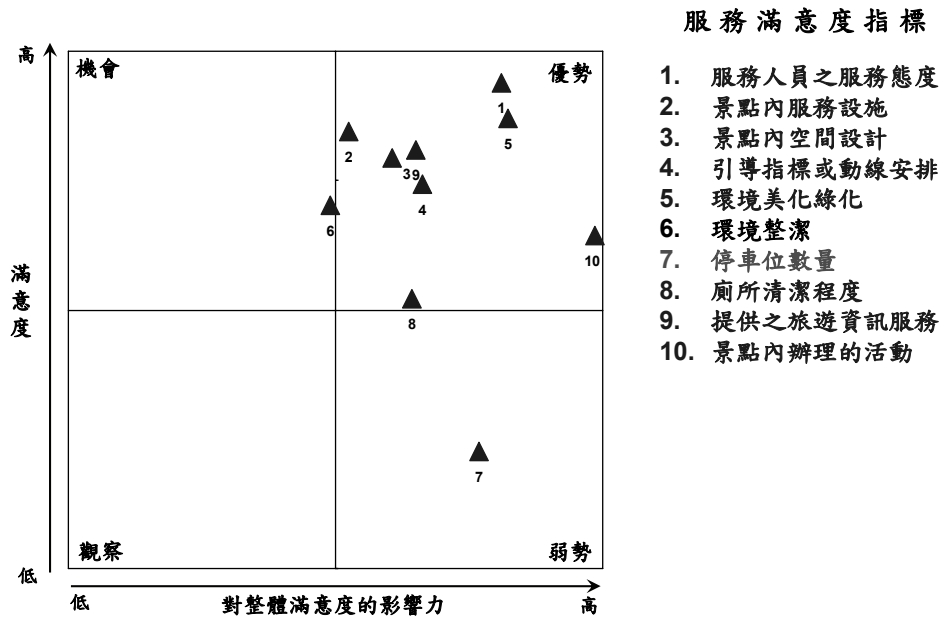 服務滿意度指標
高
機會
優勢
1. 服務人員之服務態度
2. 景點內服務設施
3. 景點內空間設計
4. 引導指標或動線安排
5. 環境美化綠化
6. 環境整潔
7. 停車位數量
8. 廁所清潔程度
9. 提供之旅遊資訊服務
10. 景點內辦理的活動
1
5
2
3
9
4
6
10
滿意度
8
7
觀察
弱勢
低
低
對整體滿意度的影響力
高